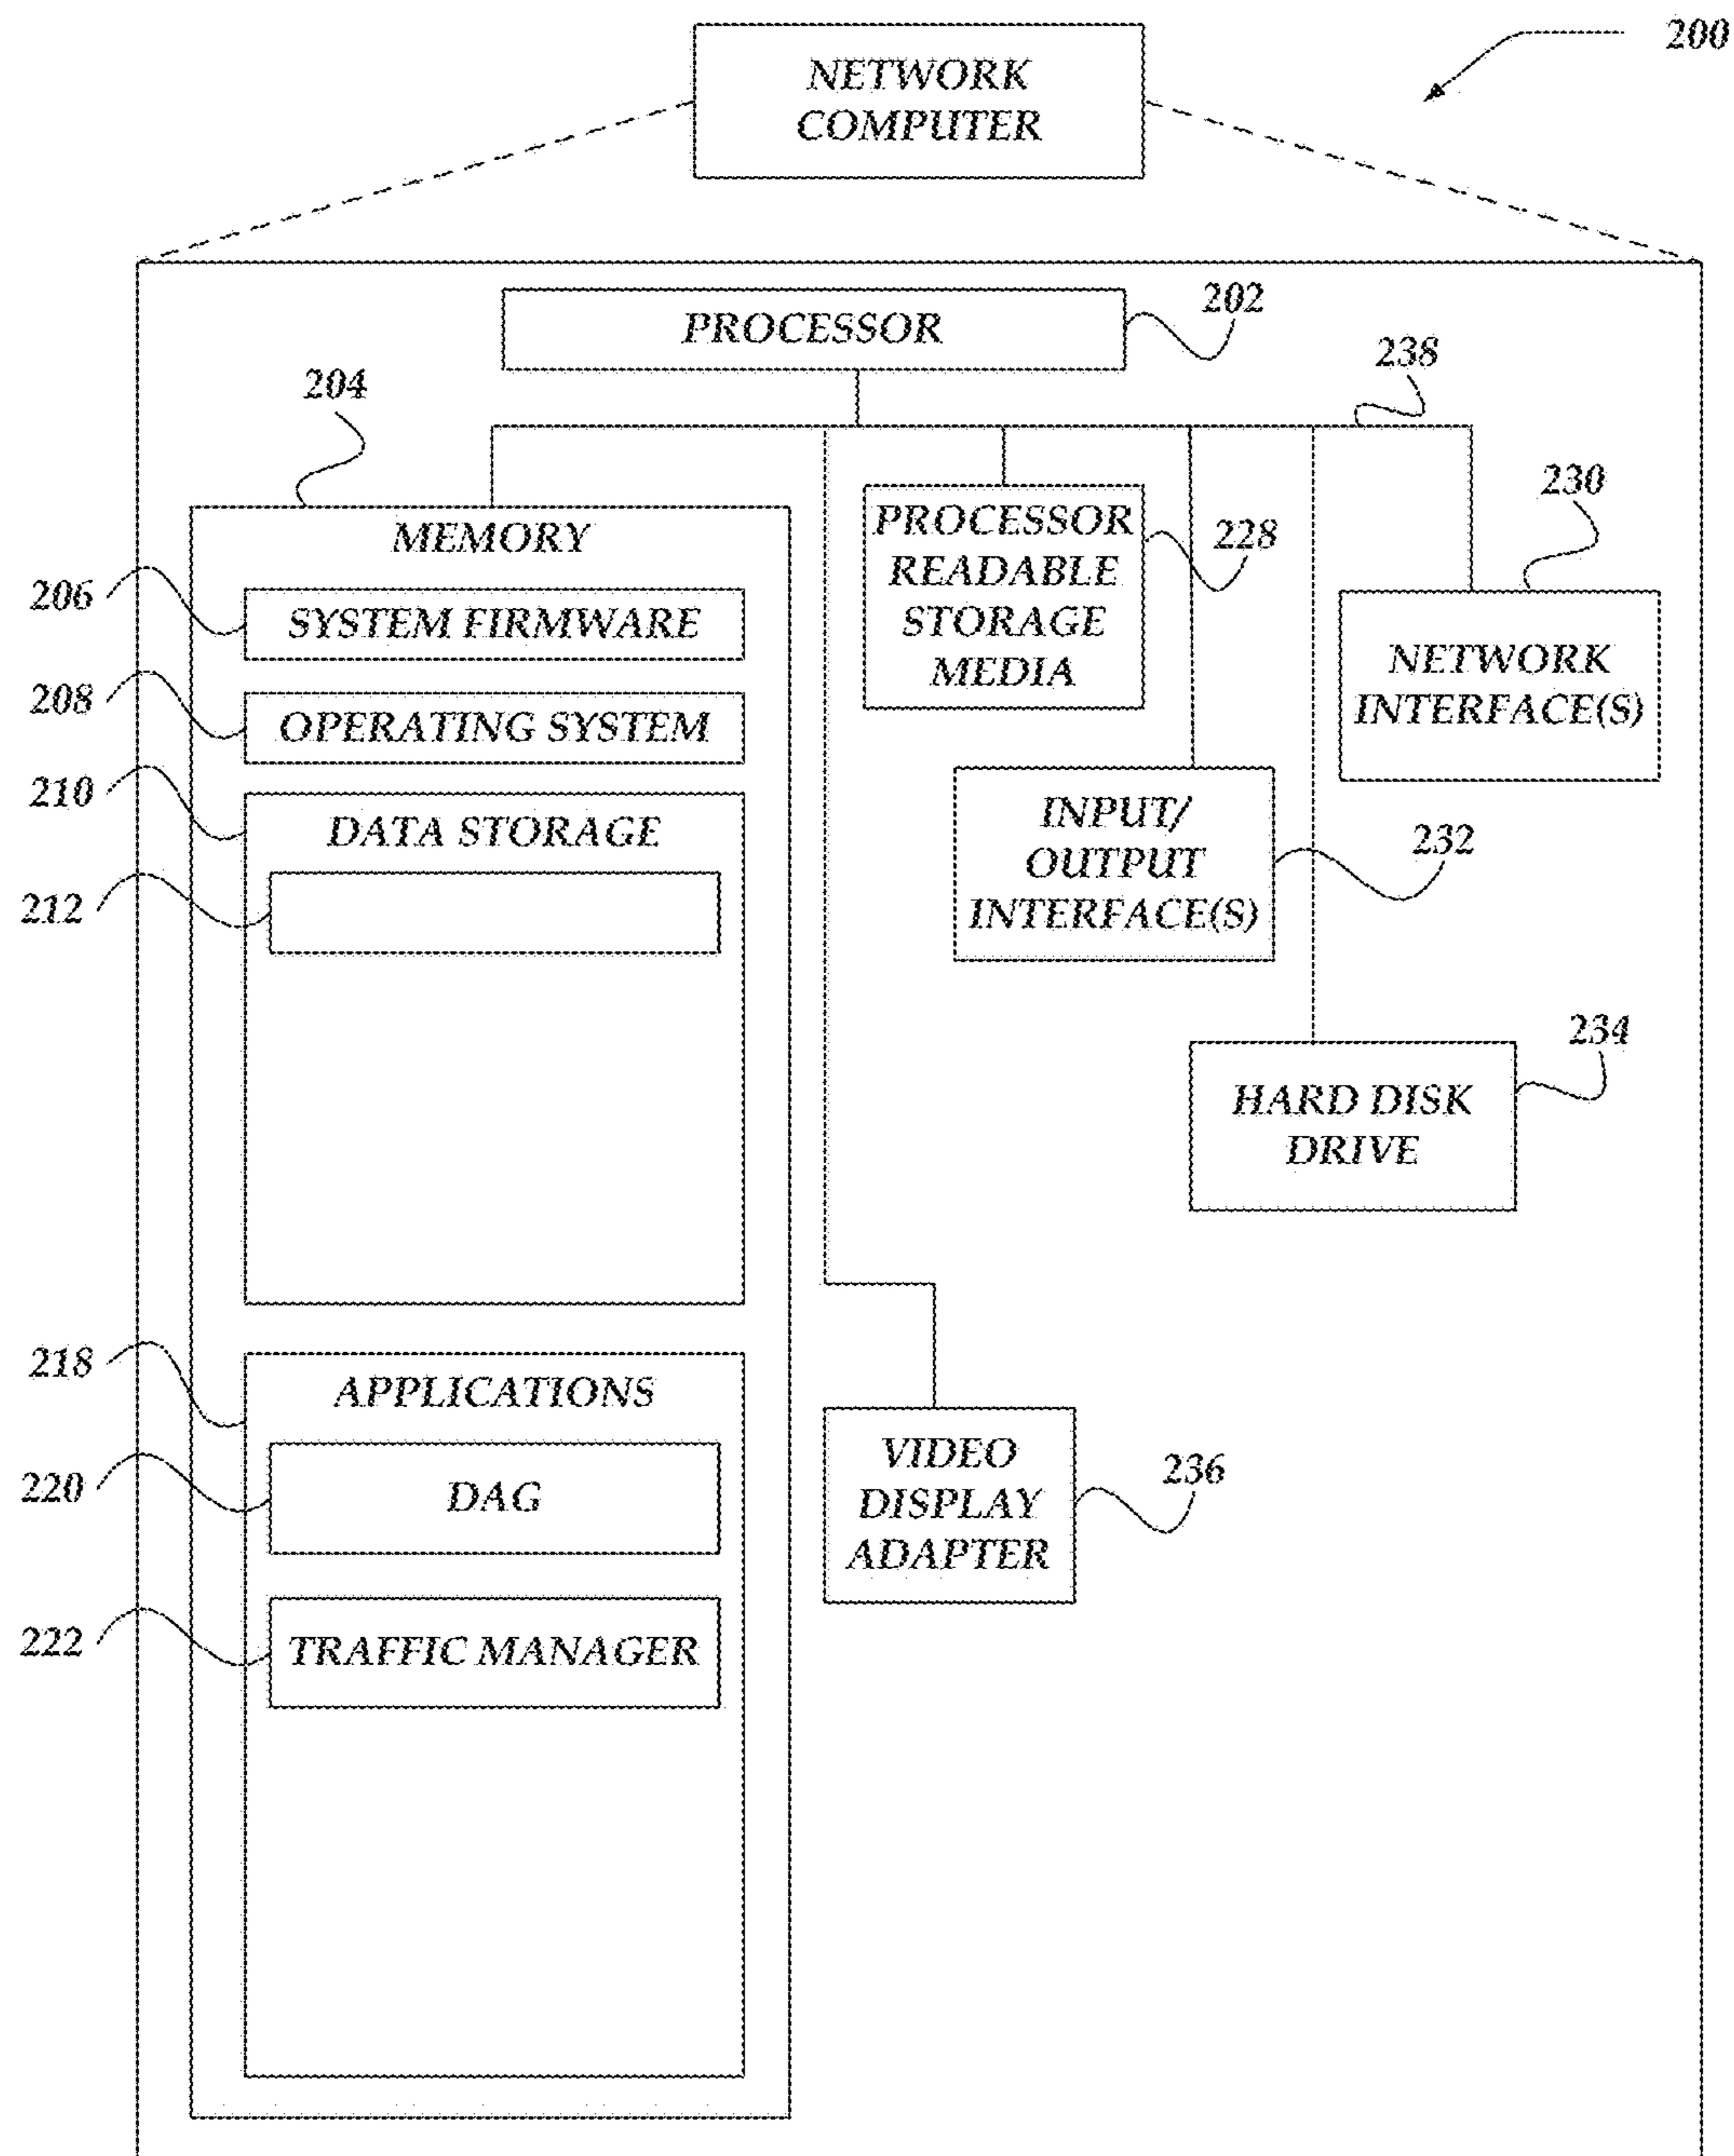 200
NETWORK
COMPUTER
PROCESSOR
202
238
204
MEMORY
206
SYSTEM FIRMWARE
208
OPERATING SYSTEM
210
DATA STORAGE
212
218
APPLICATIONS
220
DAG
222
TRAFFIC MANAGER
PROCESSOR
READABLE
STORAGE
MEDIA
228
230
NETWORK
INTERFACE(S)
INPUT/
OUTPUT
INTERFACE(S)
232
234
HARD DISK
DRIVE
VIDEO
DISPLAY
ADAPTER
236